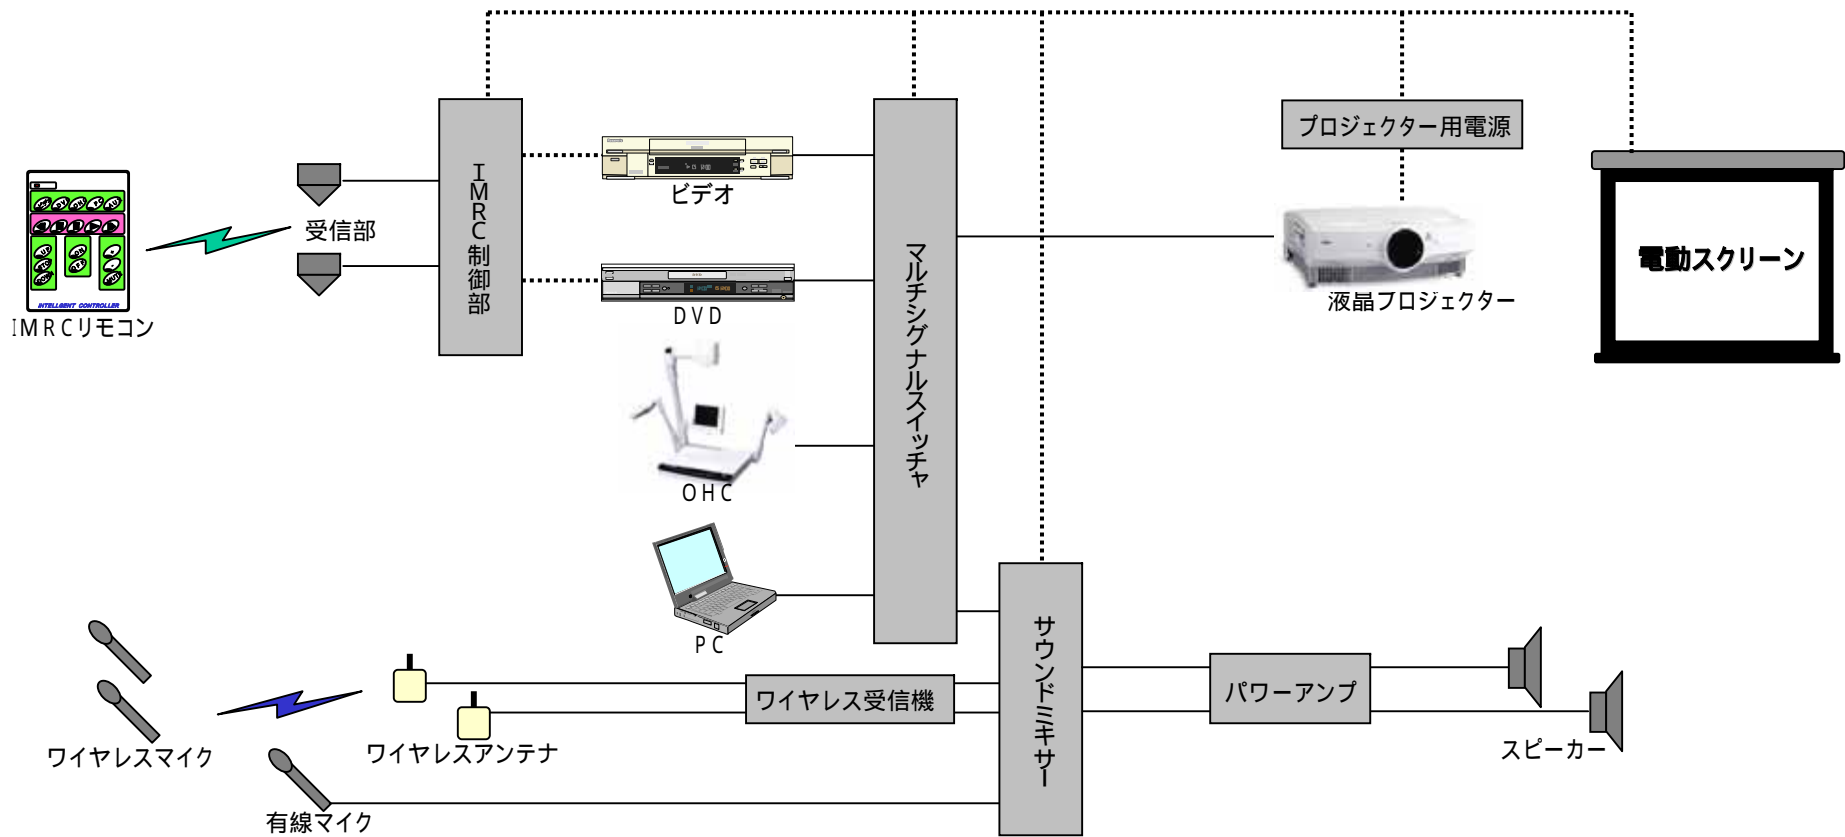 プロジェクター用電源
IMRC制御部
ビデオ
受信部
マルチシグナルスイッチャ
電動スクリーン
液晶プロジェクター
INTELLGENT CONTROLLER
IMRCリモコン
DVD
OHC
PC
サウンドミキサー
ワイヤレス受信機
パワーアンプ
ワイヤレスマイク
ワイヤレスアンテナ
スピーカー
有線マイク